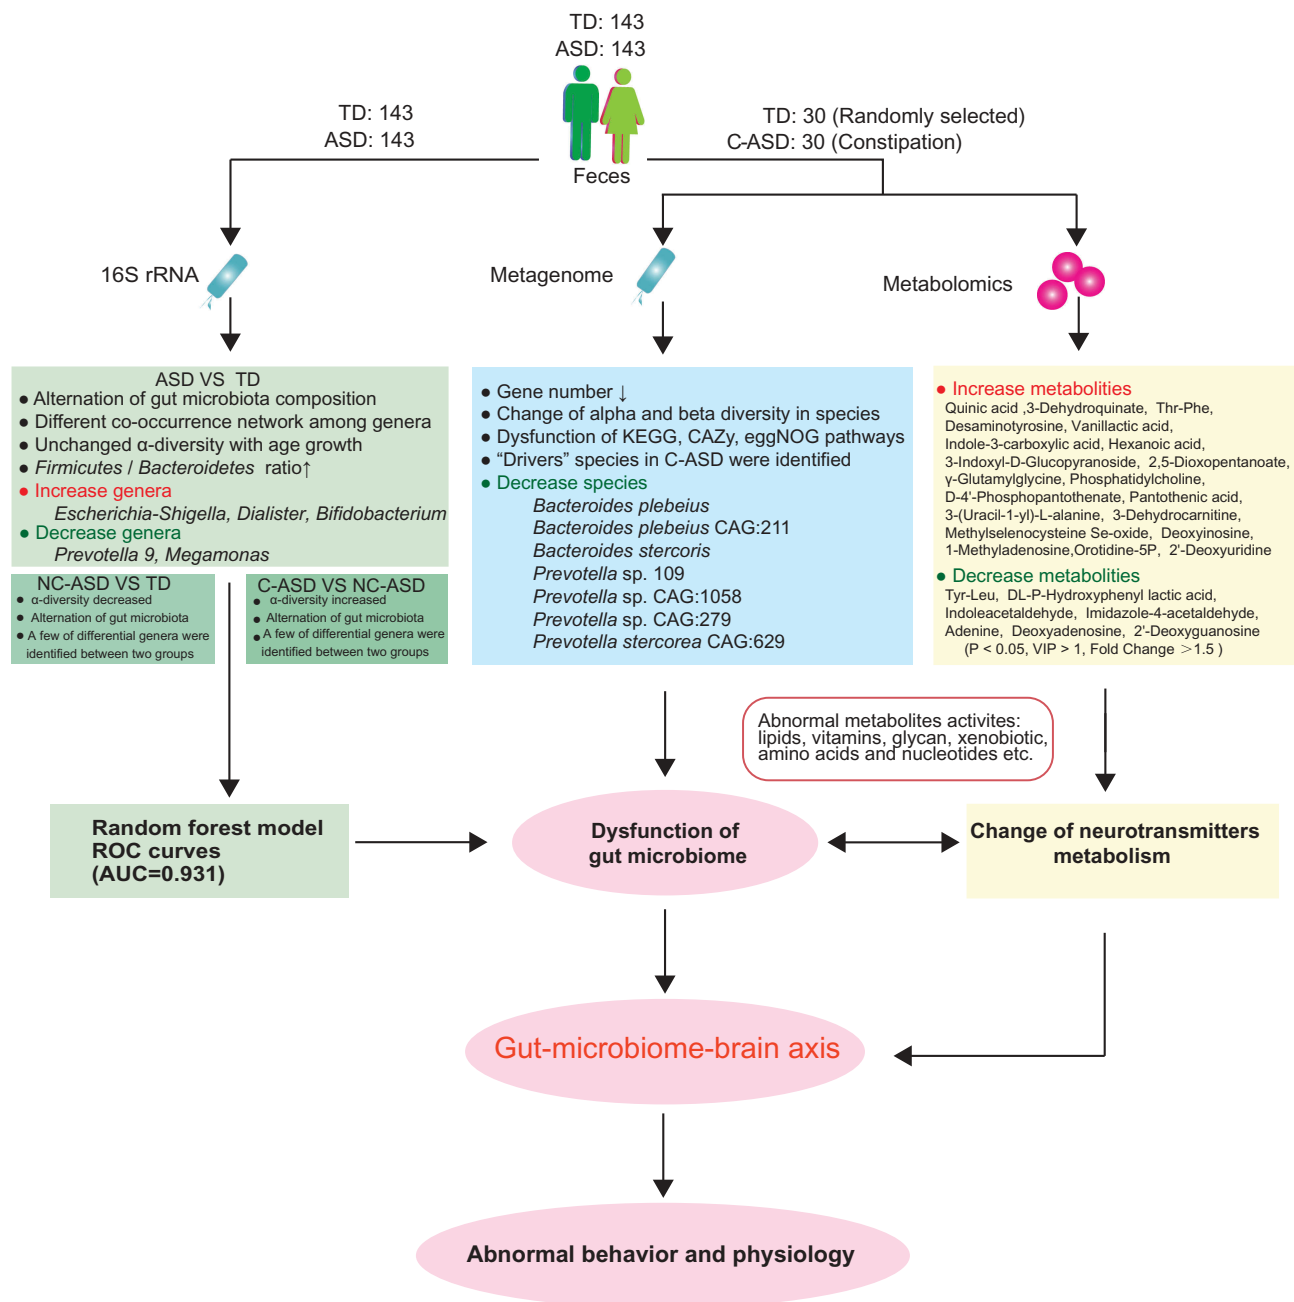 TD: 143
ASD: 143
TD: 143
ASD: 143
TD: 30 (Randomly selected)
C-ASD: 30 (Constipation)
Feces
16S rRNA
Metagenome
Metabolomics
ASD VS TD
● Alternation of gut microbiota composition
● Different co-occurrence network among genera
● Unchanged α-diversity with age growth
● Firmicutes / Bacteroidetes ratio↑
● Increase genera
Escherichia-Shigella, Dialister, Bifidobacterium
● Decrease genera
Prevotella 9, Megamonas
NC-ASD VS TD
● α-diversity decreased
● Alternation of gut microbiota
● A few of differential genera were
identified between two groups
C-ASD VS NC-ASD
● α-diversity increased
● Alternation of gut microbiota
● A few of differential genera were
identified between two groups
● Gene number ↓
● Change of alpha and beta diversity in species
● Dysfunction of KEGG, CAZy, eggNOG pathways
● “Drivers” species in C-ASD were identified
● Decrease species
Bacteroides plebeius
Bacteroides plebeius CAG:211
Bacteroides stercoris
Prevotella sp. 109
Prevotella sp. CAG:1058
Prevotella sp. CAG:279
Prevotella stercorea CAG:629
● Increase metabolities
Quinic acid ,3-Dehydroquinate, Thr-Phe,
Desaminotyrosine, Vanillactic acid,
Indole-3-carboxylic acid, Hexanoic acid,
3-Indoxyl-D-Glucopyranoside, 2,5-Dioxopentanoate,
γ-Glutamylglycine, Phosphatidylcholine,
D-4'-Phosphopantothenate, Pantothenic acid,
3-(Uracil-1-yl)-L-alanine, 3-Dehydrocarnitine,
Methylselenocysteine Se-oxide, Deoxyinosine,
1-Methyladenosine,Orotidine-5P, 2'-Deoxyuridine
● Decrease metabolities
Tyr-Leu, DL-P-Hydroxyphenyl lactic acid,
Indoleacetaldehyde, Imidazole-4-acetaldehyde,
Adenine, Deoxyadenosine, 2'-Deoxyguanosine
(P < 0.05, VIP > 1, Fold Change ＞1.5 )
Abnormal metabolites activites:
lipids, vitamins, glycan, xenobiotic,
amino acids and nucleotides etc.
Random forest model
ROC curves
(AUC=0.931)
Dysfunction of
gut microbiome
Change of neurotransmitters
metabolism
Gut-microbiome-brain axis
Abnormal behavior and physiology